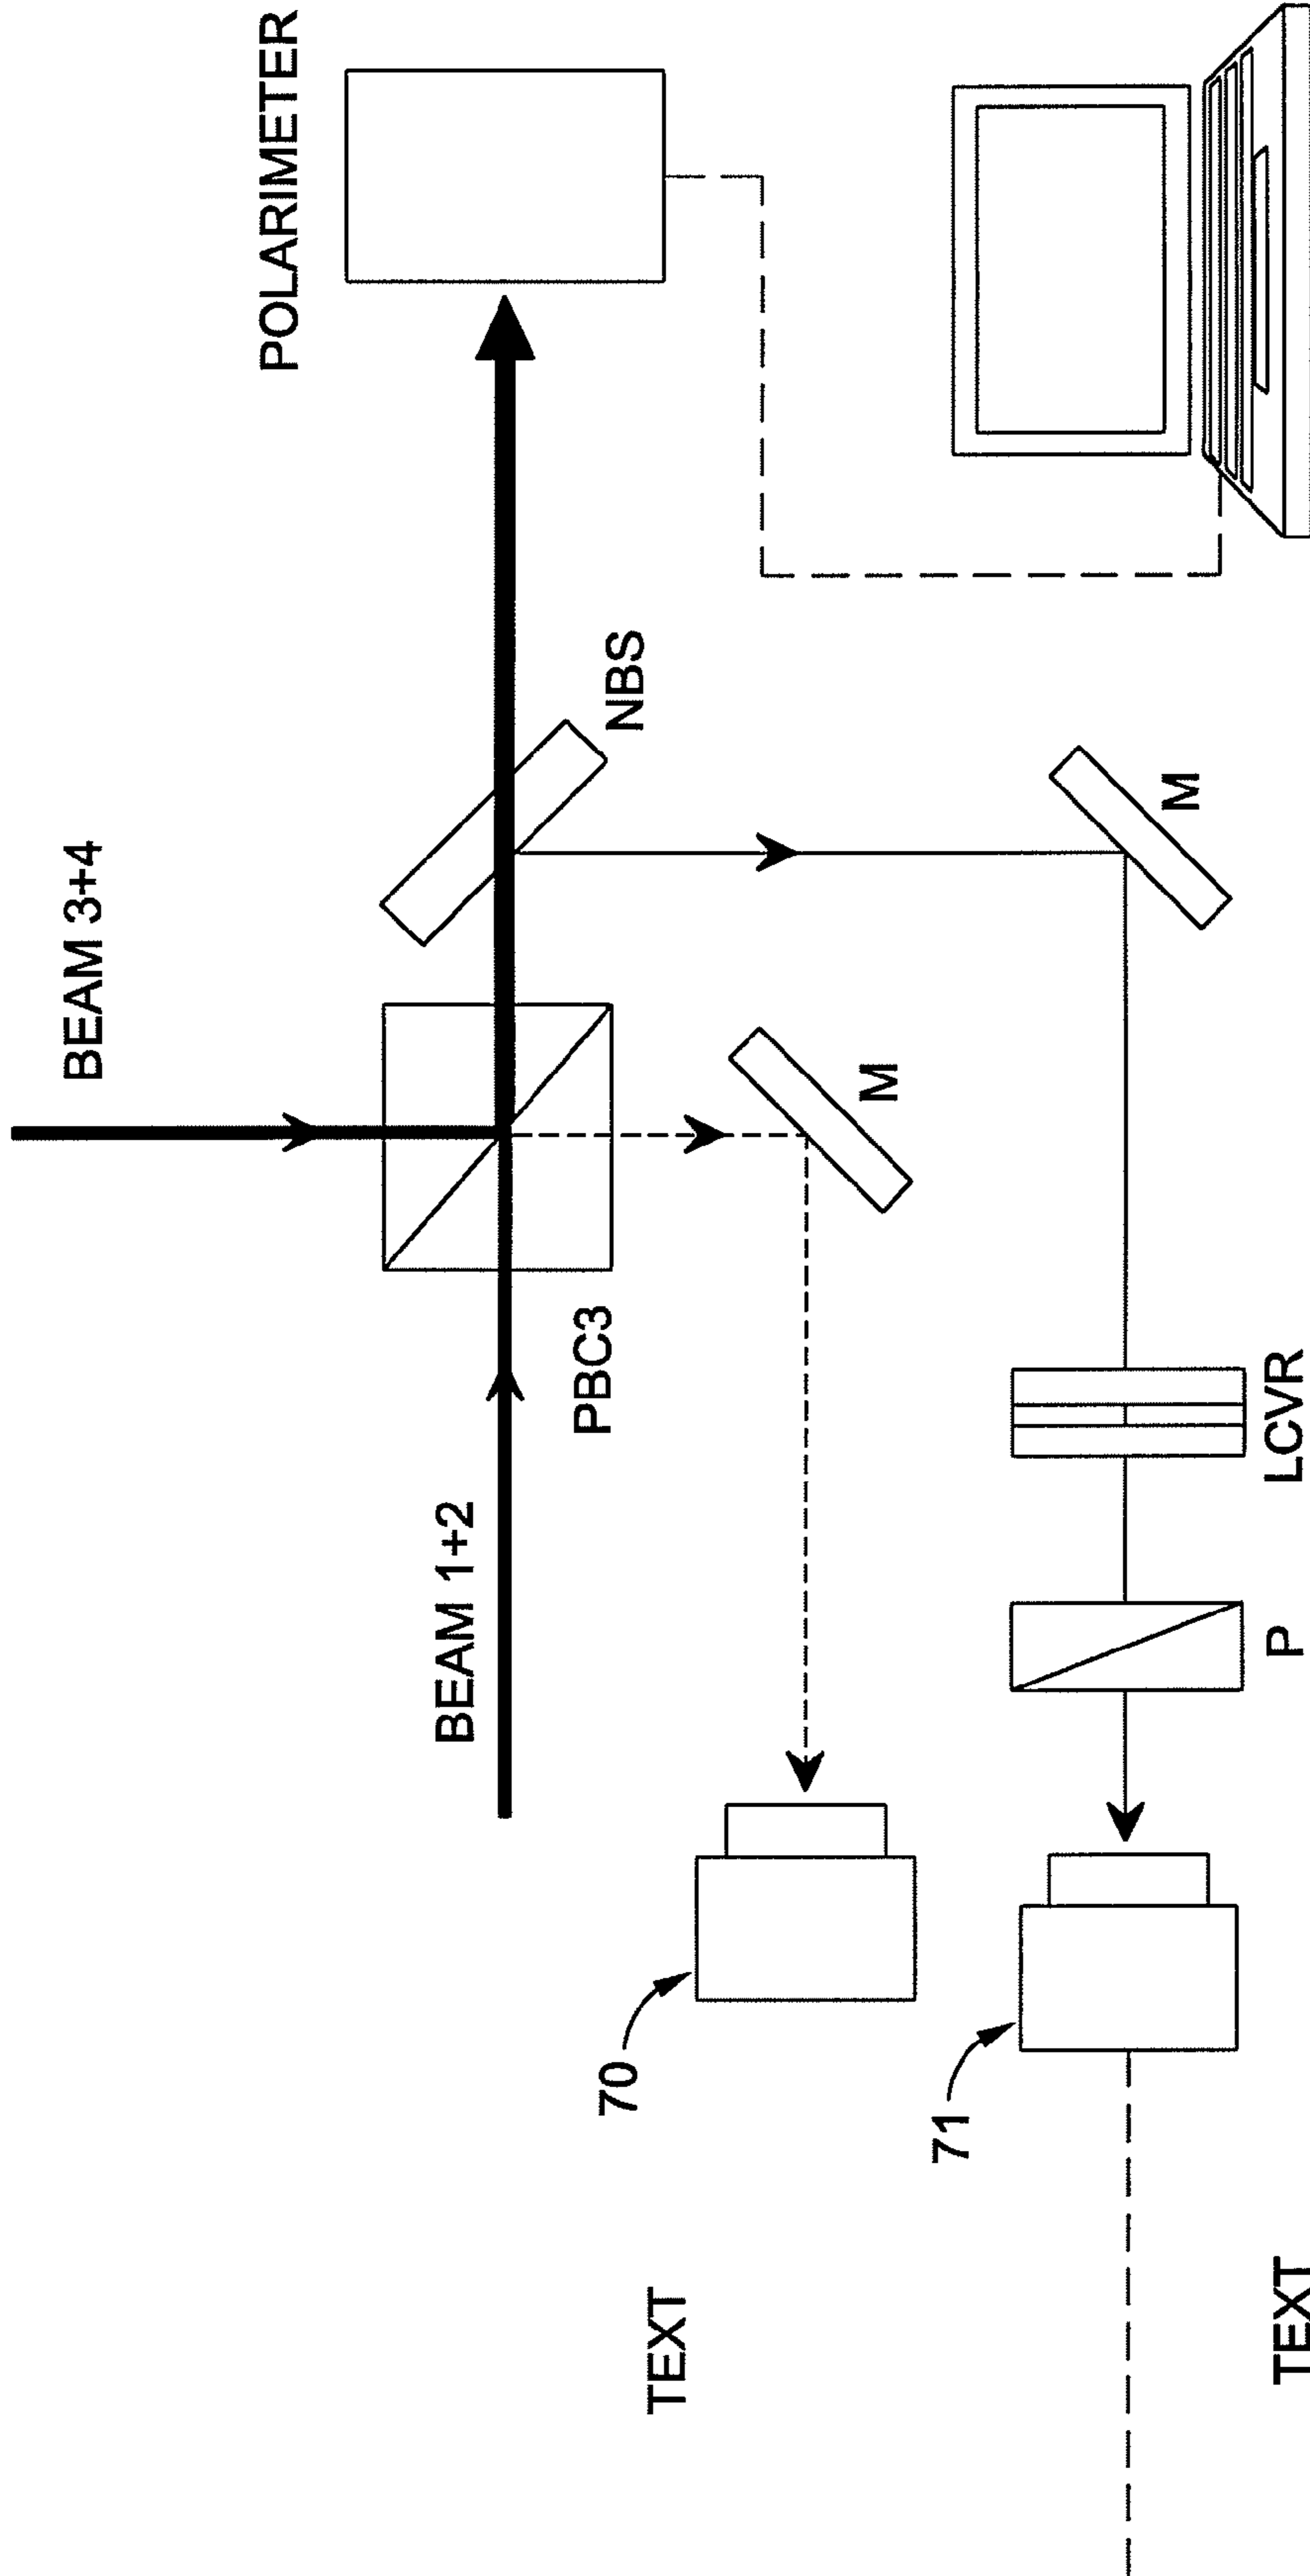 POLARIMETER
BEAM 3+4
NBS
M
M
BEAM 1+2
PBC3
LCVR
P
70
71
TEXT
TEXT